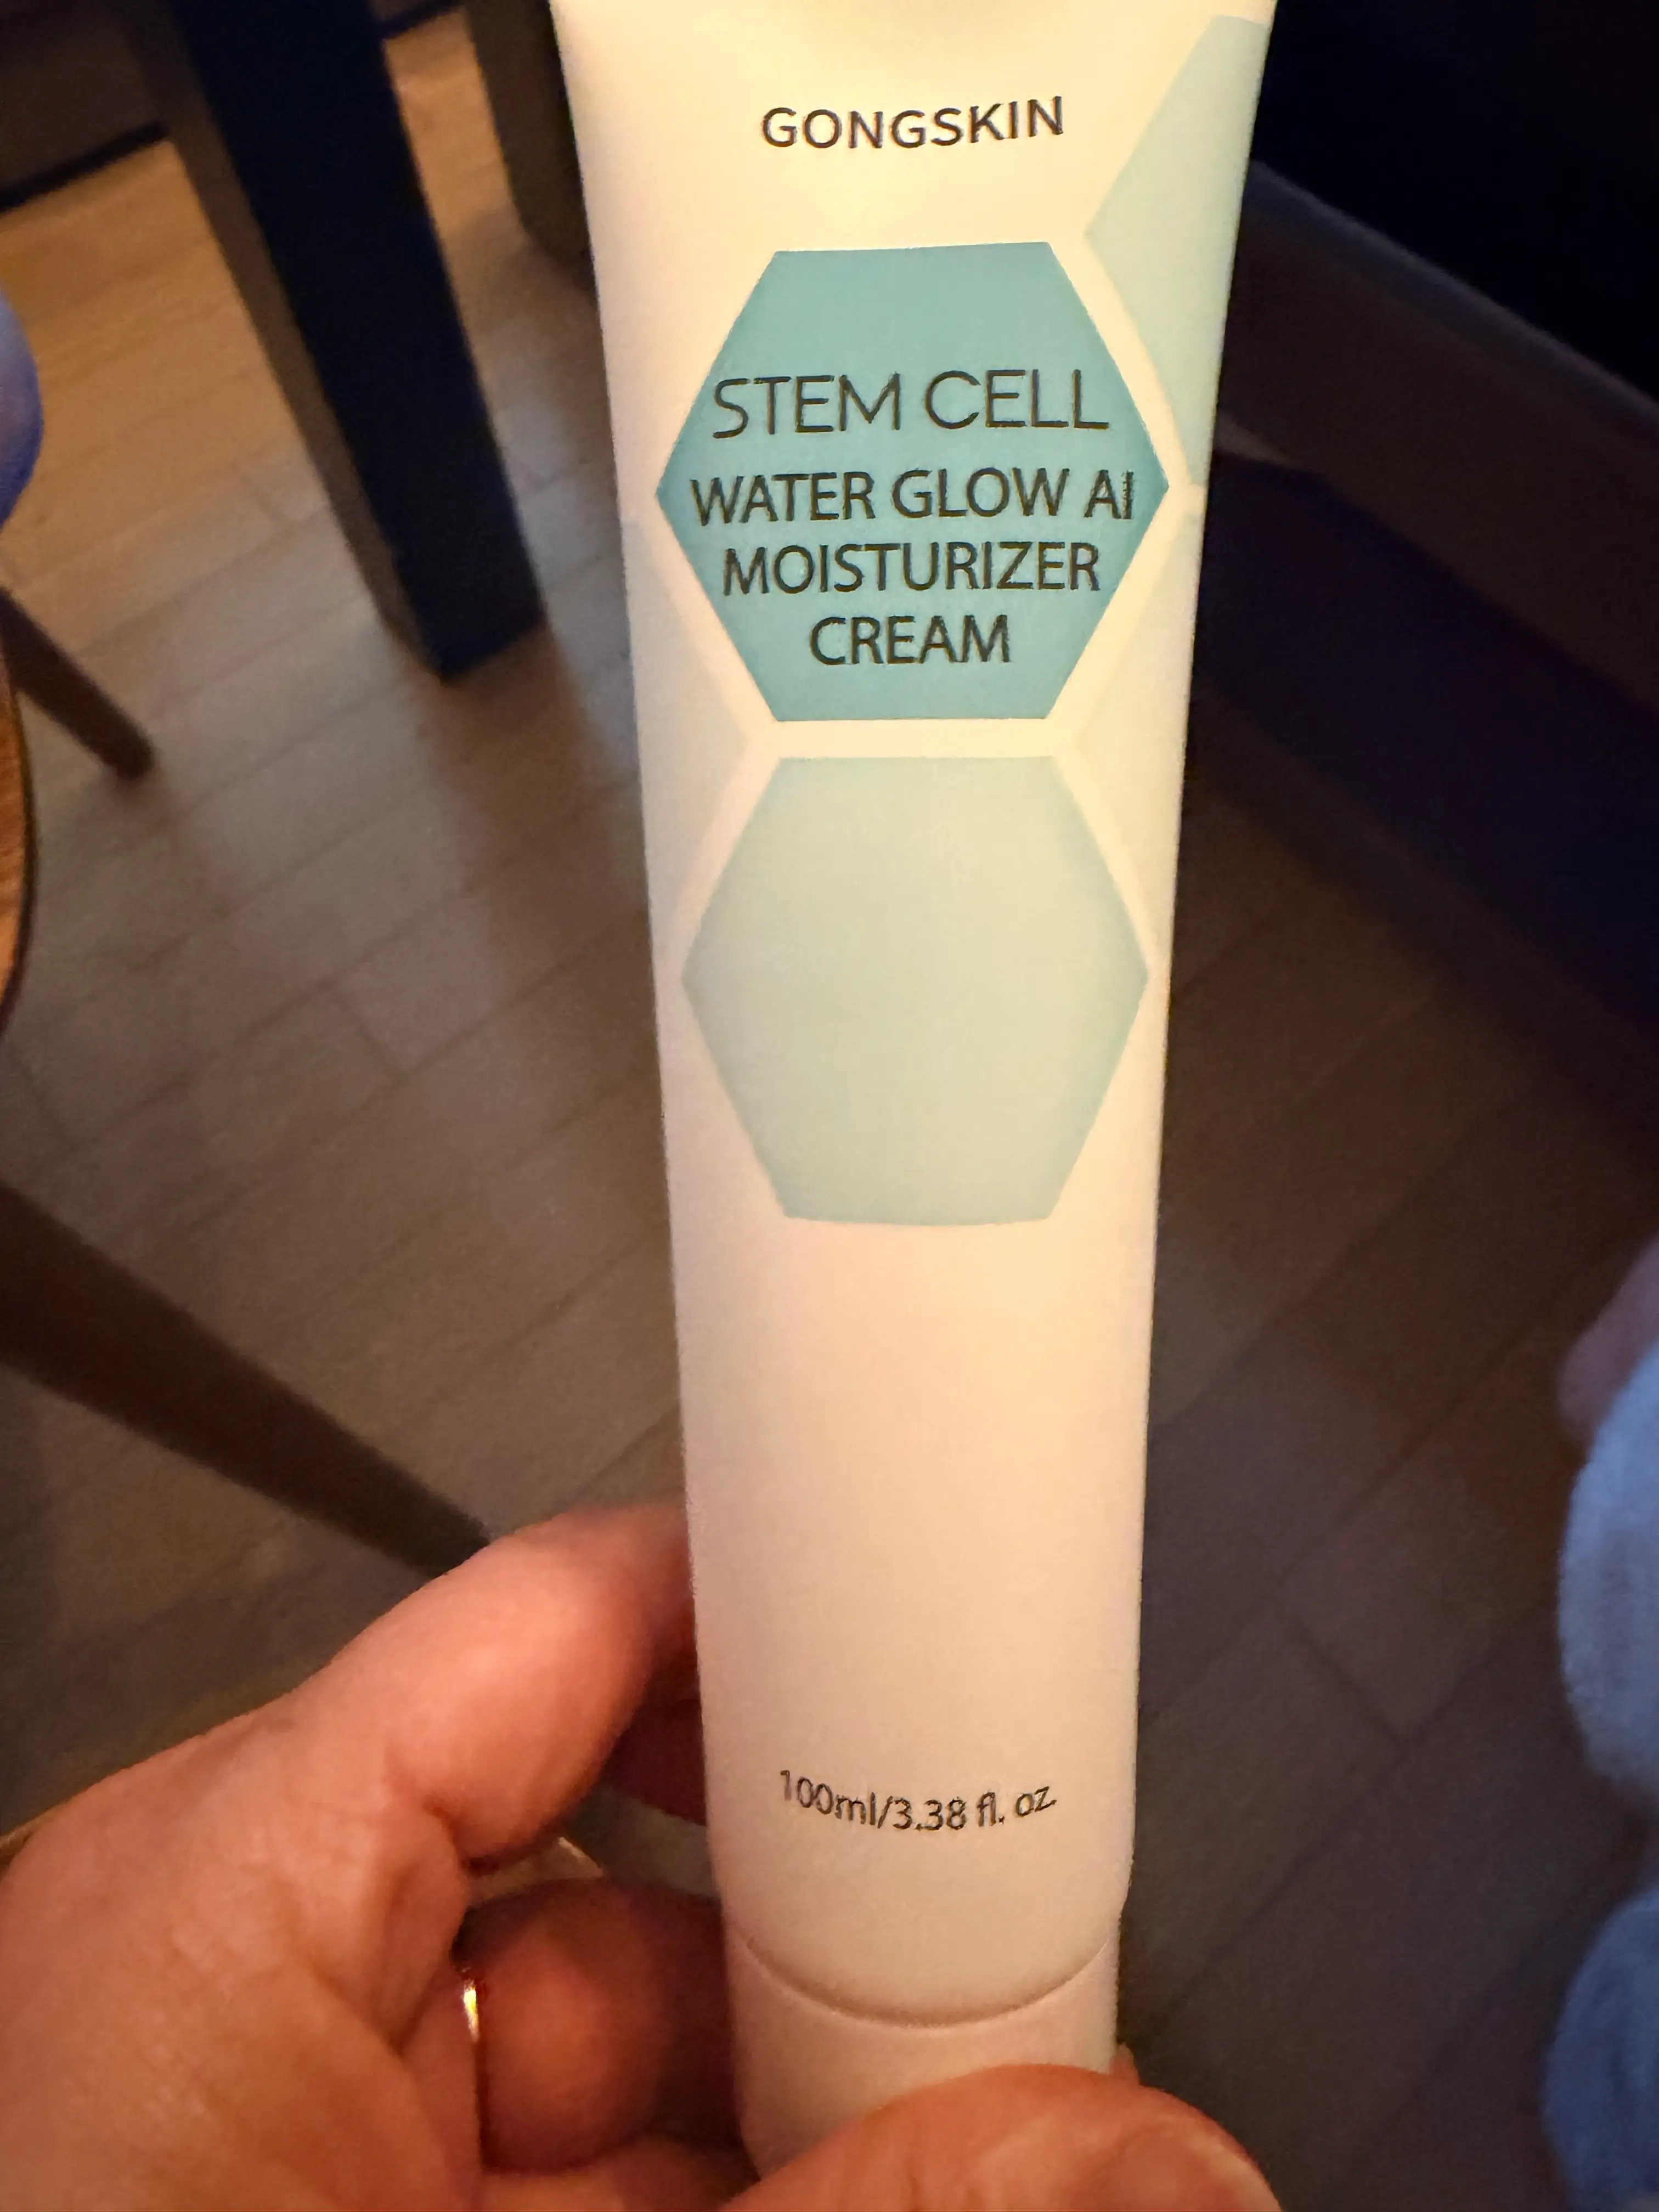 GONGSKIN
STEM CELL
WATER GLOW AI
MOISTURIZER
CREAM
100ml/3.38 fl. oz